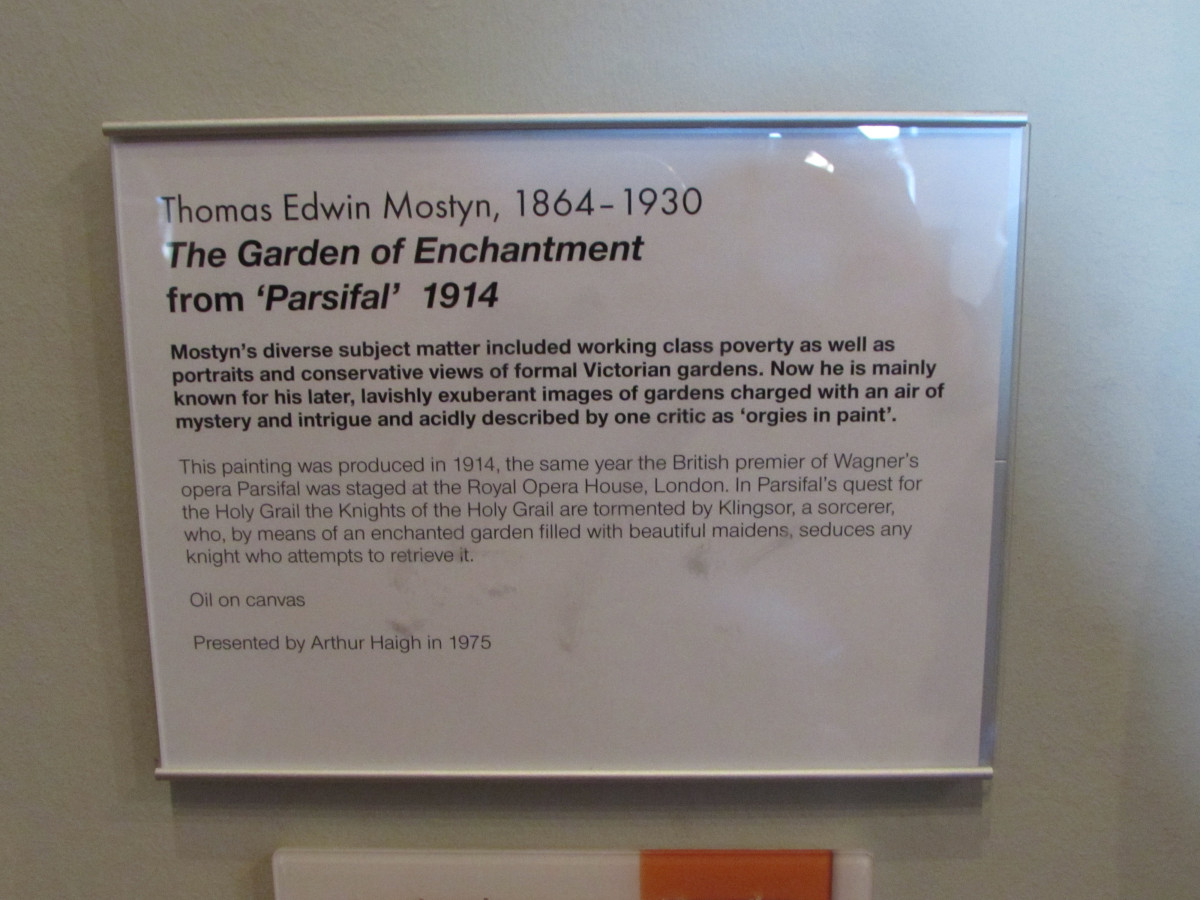 Thomas Edwin Mostyn, 1864–1930
The Garden of Enchantment
from ‘Parsifal’ 1914
Mostyn’s diverse subject matter included working class poverty as well as
portraits and conservative views of formal Victorian gardens. Now he is mainly
known for his later, lavishly exuberant images of gardens charged with an air of
mystery and intrigue and acidly described by one critic as ‘orgies in paint’.
This painting was produced in 1914, the same year the British premier of Wagner’s
opera Parsifal was staged at the Royal Opera House, London. In Parsifal’s quest for
the Holy Grail the Knights of the Holy Grail are tormented by Klingsor, a sorcerer,
who, by means of an enchanted garden filled with beautiful maidens, seduces any
knight who attempts to retrieve it.
Oil on canvas
Presented by Arthur Haigh in 1975